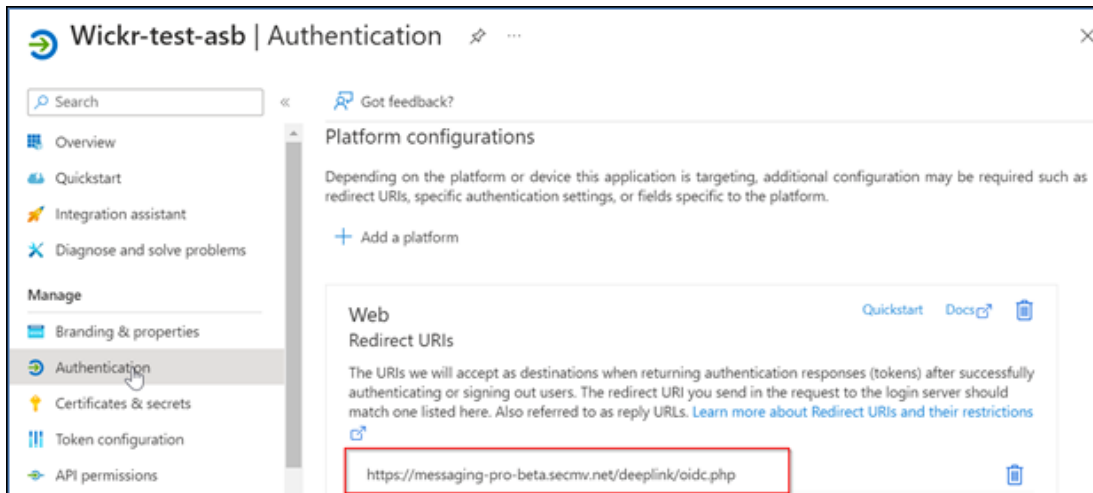 Wickr-test-asb | Authentication
Search
Overview
Quickstart
Integration assistant
Diagnose and solve problems
Manage
Branding & properties
Authentication
Certificates & secrets
Token configuration
API permissions
Got feedback?
Platform configurations
Depending on the platform or device this application is targeting, additional configuration may be required such as
redirect URIs, specific authentication settings, or fields specific to the platform.
Add a platform
Web
Quickstart Docs
Redirect URIs
The URIs we will accept as destinations when returning authentication responses (tokens) after successfully
authenticating or signing out users. The redirect URI you send in the request to the login server should
match one listed here. Also referred to as reply URLs. Learn more about Redirect URIs and their restrictions
https://messaging-pro-beta.secmv.net/deeplink/oidc.php